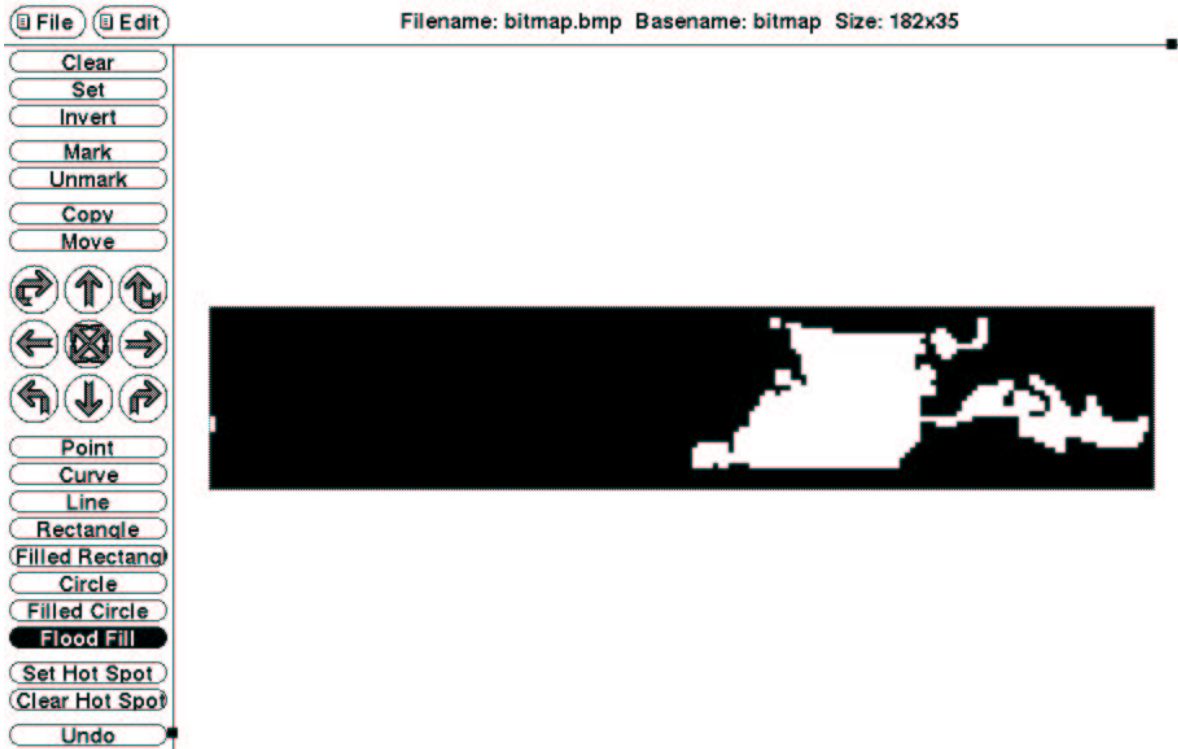 File Edit Filename: bitmap.bmp Basename: bitmap Size: 182x35
Clear
Set
Invert
Mark
Unmark
Copy
Move
Point
Curve
Line
Rectangle
Filled Rectang
Circle
Filled Circle
Flood Fill
Set Hot Spot
Clear Hot Spot
Undo